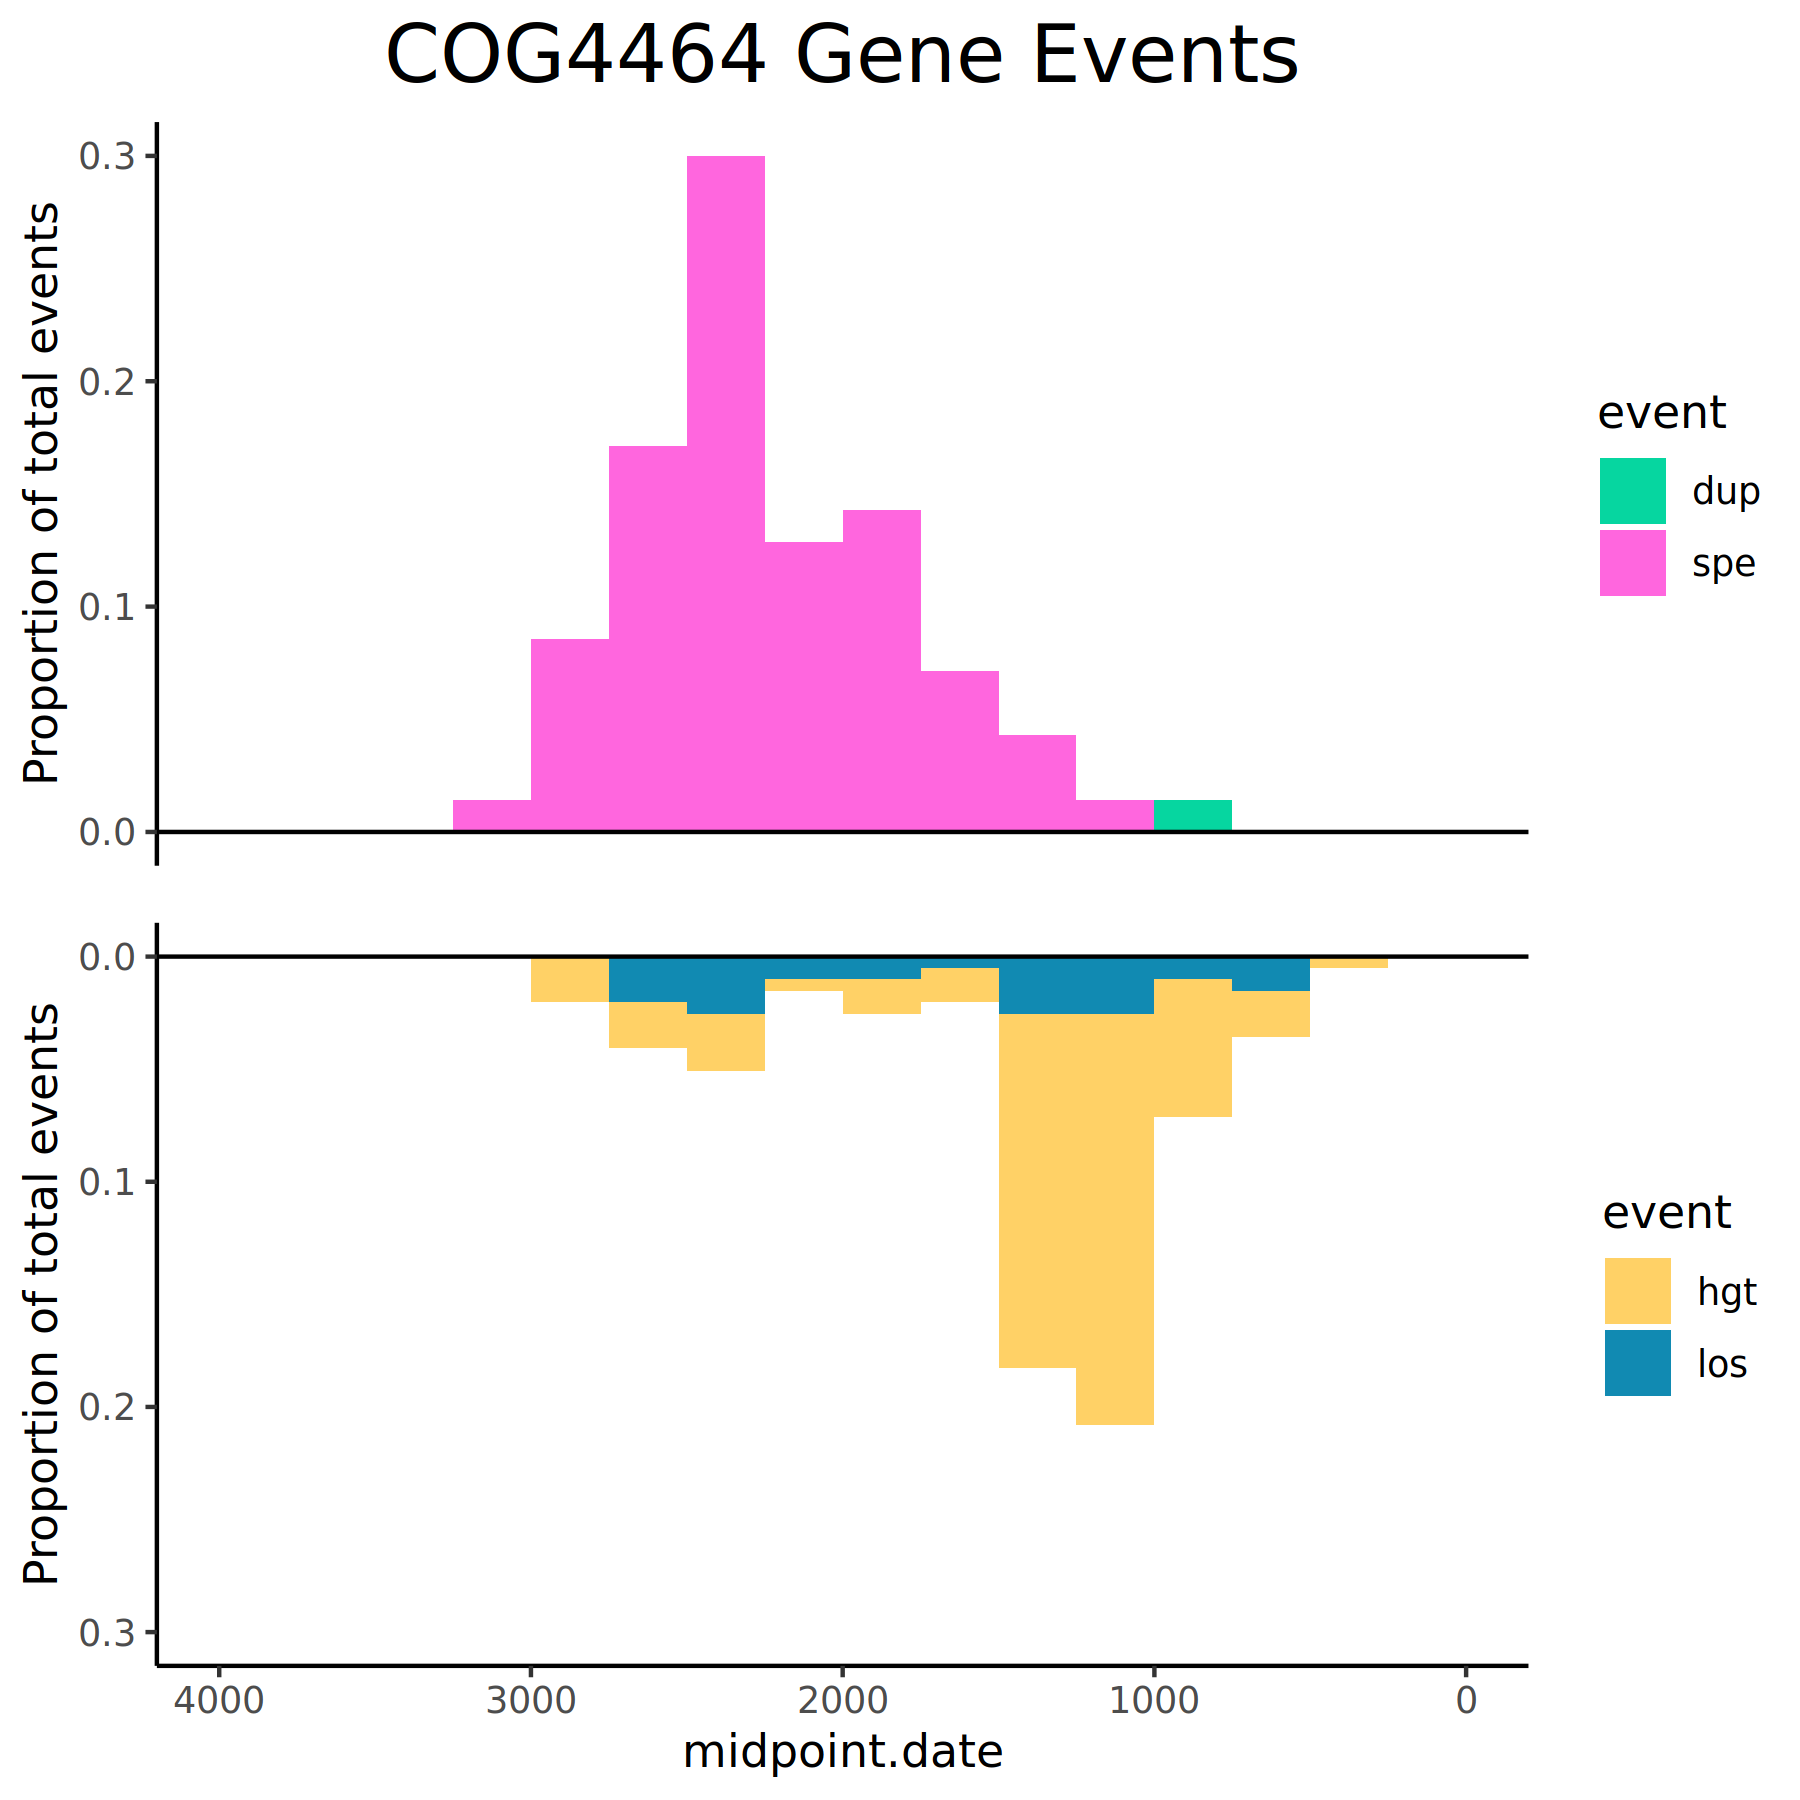 COG4464 Gene Events
Proportion of total events
0.3
0.2
0.1
0.0
event
dup
spe
Proportion of total events
0.0
0.1
0.2
0.3
event
hgt
los
4000 3000 2000 1000 0
midpoint.date